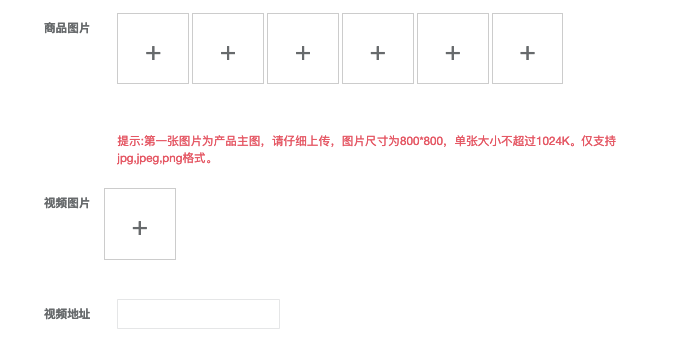 商品图片
+ + + + + +
提示:第一张图片为产品主图，请仔细上传，图片尺寸为800*800，单张大小不超过1024K。仅支持
jpg,jpeg,png格式。
视频图片
+
视频地址